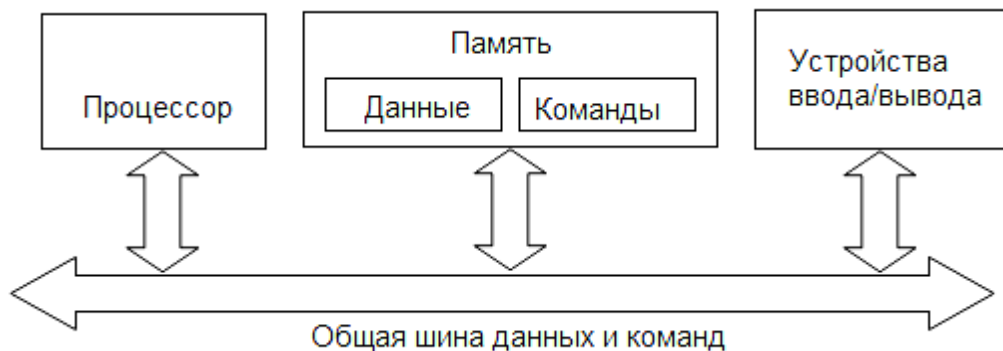 Процессор
Память
Данные
Команды
Устройства
ввода/вывода
Общая шина данных и команд